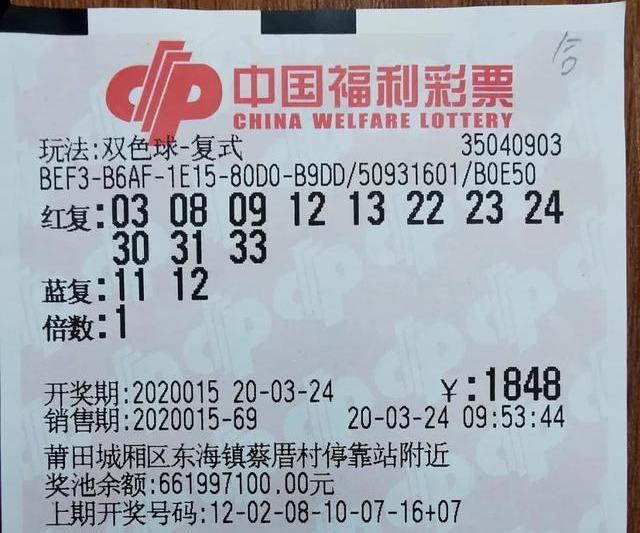 中国福利彩票
CHINA WELFARE LOTTERY
玩法:双色球-复式 35040903
BEF3-B6AF-1E15-80D0-B9DD/50931601/B0E50
红复:03 08 09 12 13 22 23 24
30 31 33
蓝复:11 12
倍数:1
开奖期:2020015 20-03-24 ￥:1848
销售期:2020015-69 20-03-24 09:53:44
莆田城厢区东海镇蔡厝村停靠站附近
奖池余额:661997100.00元
上期开奖号码:12-02-08-10-07-16+07